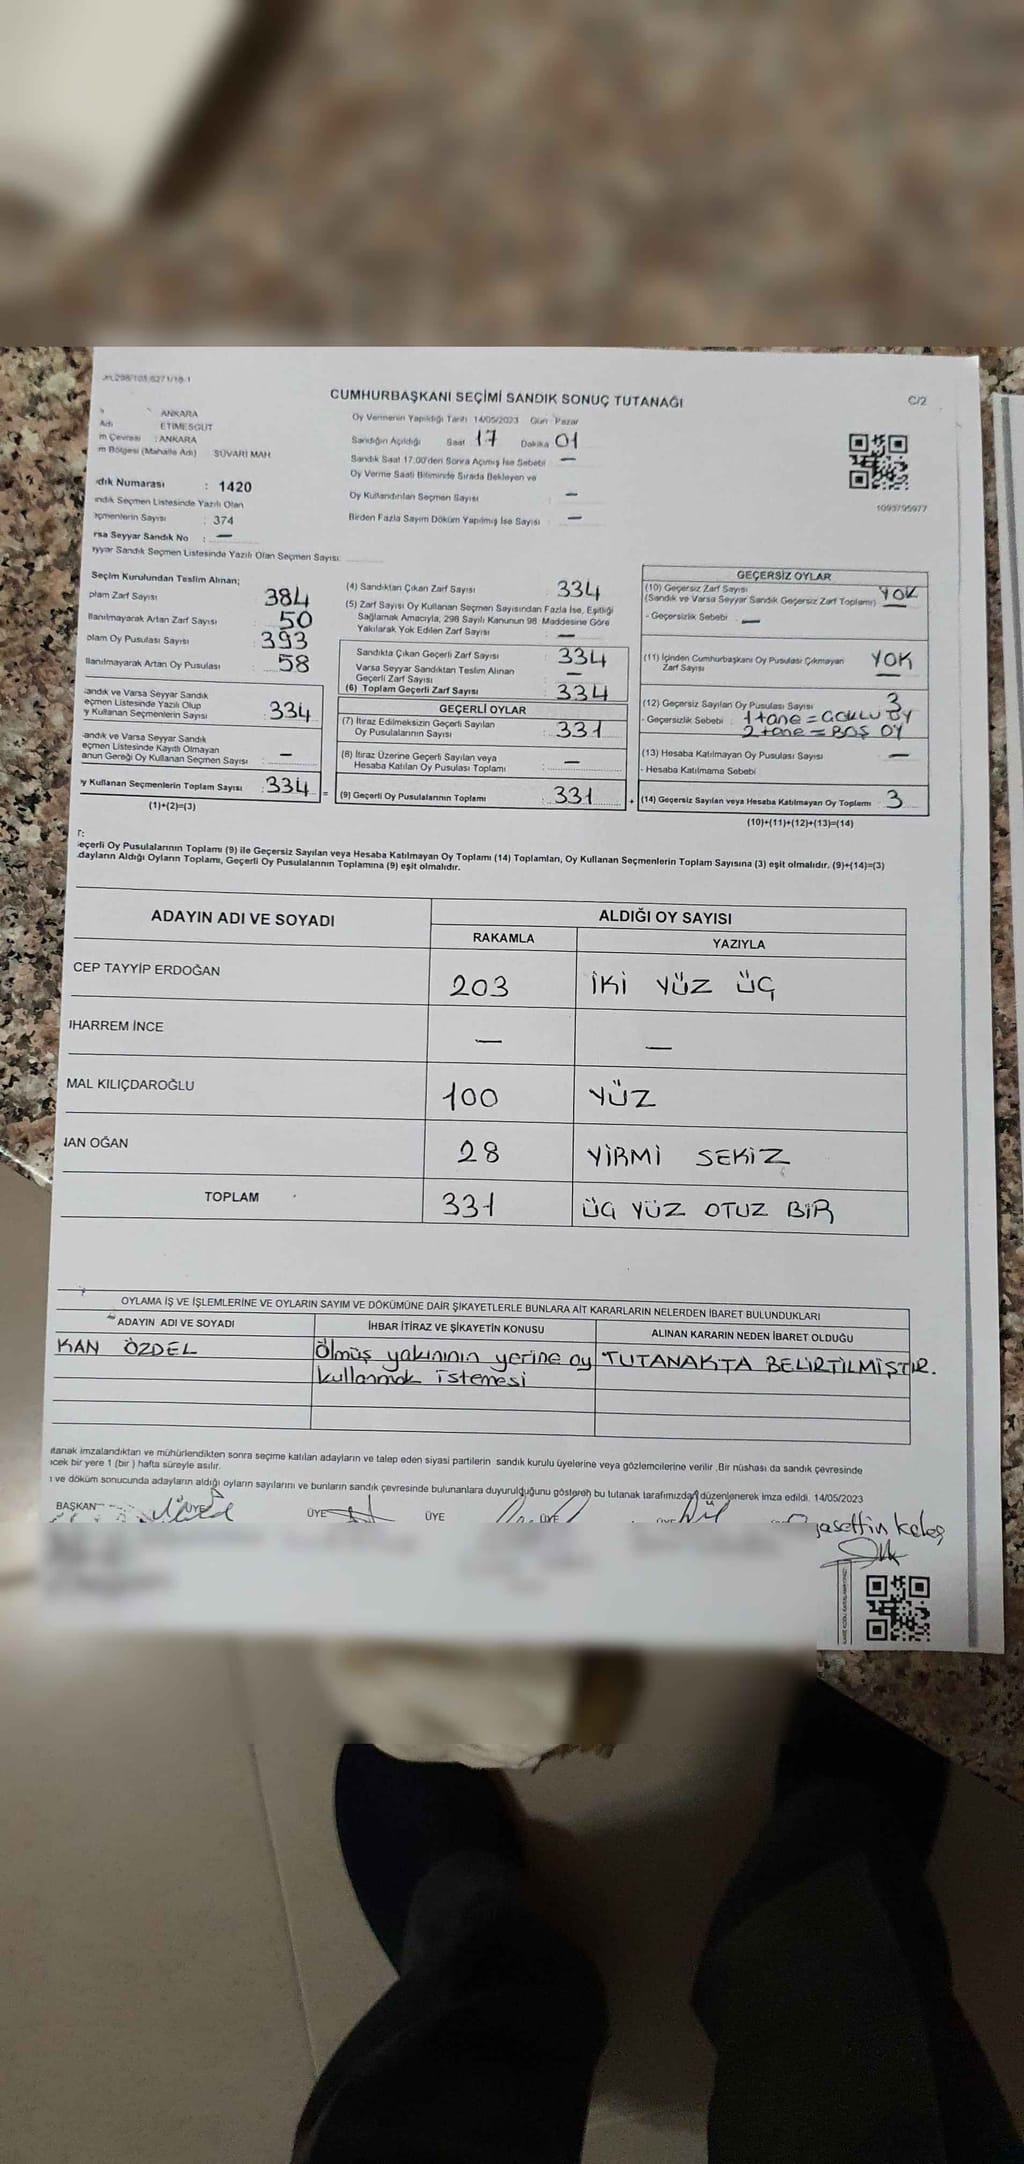 CUMHURBAŞKANI SEÇİMİ SANDIK SONUÇ TUTANAĞI
C/2
ANKARA
Adı ETİMESGUT
m Çevresi : ANKARA
m Bölgesi (Mahalle Adı) SÜVARİ MAH
dık Numarası : 1420
ındık Seçmen Listesinde Yazılı Olan
eçmenlerin Sayısı : 374
rsa Seyyar Sandık No : —
yyar Sandık Seçmen Listesinde Yazılı Olan Seçmen Sayısı:
Oy Vermenin Yapıldığı Tarih 14/05/2023 Gün Pazar
Sandığın Açıldığı Saat 17 Dakika 01
Sandık Saat 17:00'den Sonra Açımış İse Sebebi —
Oy Verme Saati Bitiminde Sırada Bekleyen ve
Oy Kullandırılan Seçmen Sayısı —
Birden Fazla Sayım Döküm Yapılmış İse Sayısı —
1093795977
Seçim Kurulundan Teslim Alınan;
plam Zarf Sayısı 384
llanılmayarak Artan Zarf Sayısı 50
plam Oy Pusulası Sayısı 393
llanılmayarak Artan Oy Pusulası 58
andık ve Varsa Seyyar Sandık
eçmen Listesinde Yazılı Olup
y Kullanan Seçmenlerin Sayısı : 334
andık ve Varsa Seyyar Sandık
eçmen Listesinde Kayıtlı Olmayan
anun Gereği Oy Kullanan Seçmen Sayısı —
y Kullanan Seçmenlerin Toplam Sayısı : 334 =
(1)+(2)=(3)
(4) Sandıktan Çıkan Zarf Sayısı : 334
(5) Zarf Sayısı Oy Kullanan Seçmen Sayısından Fazla İse, Eşitliği
Sağlamak Amacıyla, 298 Sayılı Kanunun 98 Maddesine Göre
Yakılarak Yok Edilen Zarf Sayısı : —
Sandıkta Çıkan Geçerli Zarf Sayısı : 334
Varsa Seyyar Sandıktan Teslim Alınan
Geçerli Zarf Sayısı —
(6) Toplam Geçerli Zarf Sayısı : 334
GEÇERLİ OYLAR
(7) İtiraz Edilmeksizin Geçerli Sayılan
Oy Pusulalarının Sayısı : 331
(8) İtiraz Üzerine Geçerli Sayılan veya
Hesaba Katılan Oy Pusulası Toplamı : —
(9) Geçerli Oy Pusulalarının Toplamı : 331 +
GEÇERSİZ OYLAR
(10) Geçersiz Zarf Sayısı YOK
(Sandık ve Varsa Seyyar Sandık Geçersiz Zarf Toplamı) —
- Geçersizlik Sebebi : —
(11) İçinden Cumhurbaşkanı Oy Pusulası Çıkmayan YOK
Zarf Sayısı —
(12) Geçersiz Sayılan Oy Pusulası Sayısı 3
- Geçersizlik Sebebi : 1 tane = ÇOKLU OY
2 tane = BOŞ OY
(13) Hesaba Katılmayan Oy Pusulası Sayısı —
- Hesaba Katılmama Sebebi
(14) Geçersiz Sayılan veya Hesaba Katılmayan Oy Toplamı 3
(10)+(11)+(12)+(13)=(14)
T:
eçerli Oy Pusulalarının Toplamı (9) ile Geçersiz Sayılan veya Hesaba Katılmayan Oy Toplamı (14) Toplamları, Oy Kullanan Seçmenlerin Toplam Sayısına (3) eşit olmalıdır. (9)+(14)=(3)
dayların Aldığı Oyların Toplamı, Geçerli Oy Pusulalarının Toplamına (9) eşit olmalıdır.
ADAYIN ADI VE SOYADI ALDIĞI OY SAYISI
RAKAMLA YAZIYLA
CEP TAYYİP ERDOĞAN 203 İKİ YÜZ ÜÇ
IHARREM İNCE — —
MAL KILIÇDAROĞLU 100 YÜZ
JAN OĞAN 28 YİRMİ SEKİZ
TOPLAM 331 ÜÇ YÜZ OTUZ BİR
OYLAMA İŞ VE İŞLEMLERİNE VE OYLARIN SAYIM VE DÖKÜMÜNE DAİR ŞİKAYETLERLE BUNLARA AİT KARARLARIN NELERDEN İBARET BULUNDUKLARI
ADAYIN ADI VE SOYADI İHBAR İTİRAZ VE ŞİKAYETİN KONUSU ALINAN KARARIN NEDEN İBARET OLDUĞU
KAN ÖZDEL Ölmüş yakınının yerine oy TUTANAKTA BELİRTİLMİŞTİR.
kullanmak istemesi
ıtanak imzalandıktan ve mühürlendikten sonra seçime katılan adayların ve talep eden siyasi partilerin sandık kurulu üyelerine veya gözlemcilerine verilir .Bir nüshası da sandık çevresinde
icek bir yere 1 (bir ) hafta süreyle asılır.
ı ve döküm sonucunda adayların aldığı oyların sayılarını ve bunların sandık çevresinde bulunanlara duyurulduğunu gösteren bu tutanak tarafımızdan düzenlenerek imza edildi. 14/05/2023
BAŞKAN ÜYE ÜYE ÜYE ÜYE